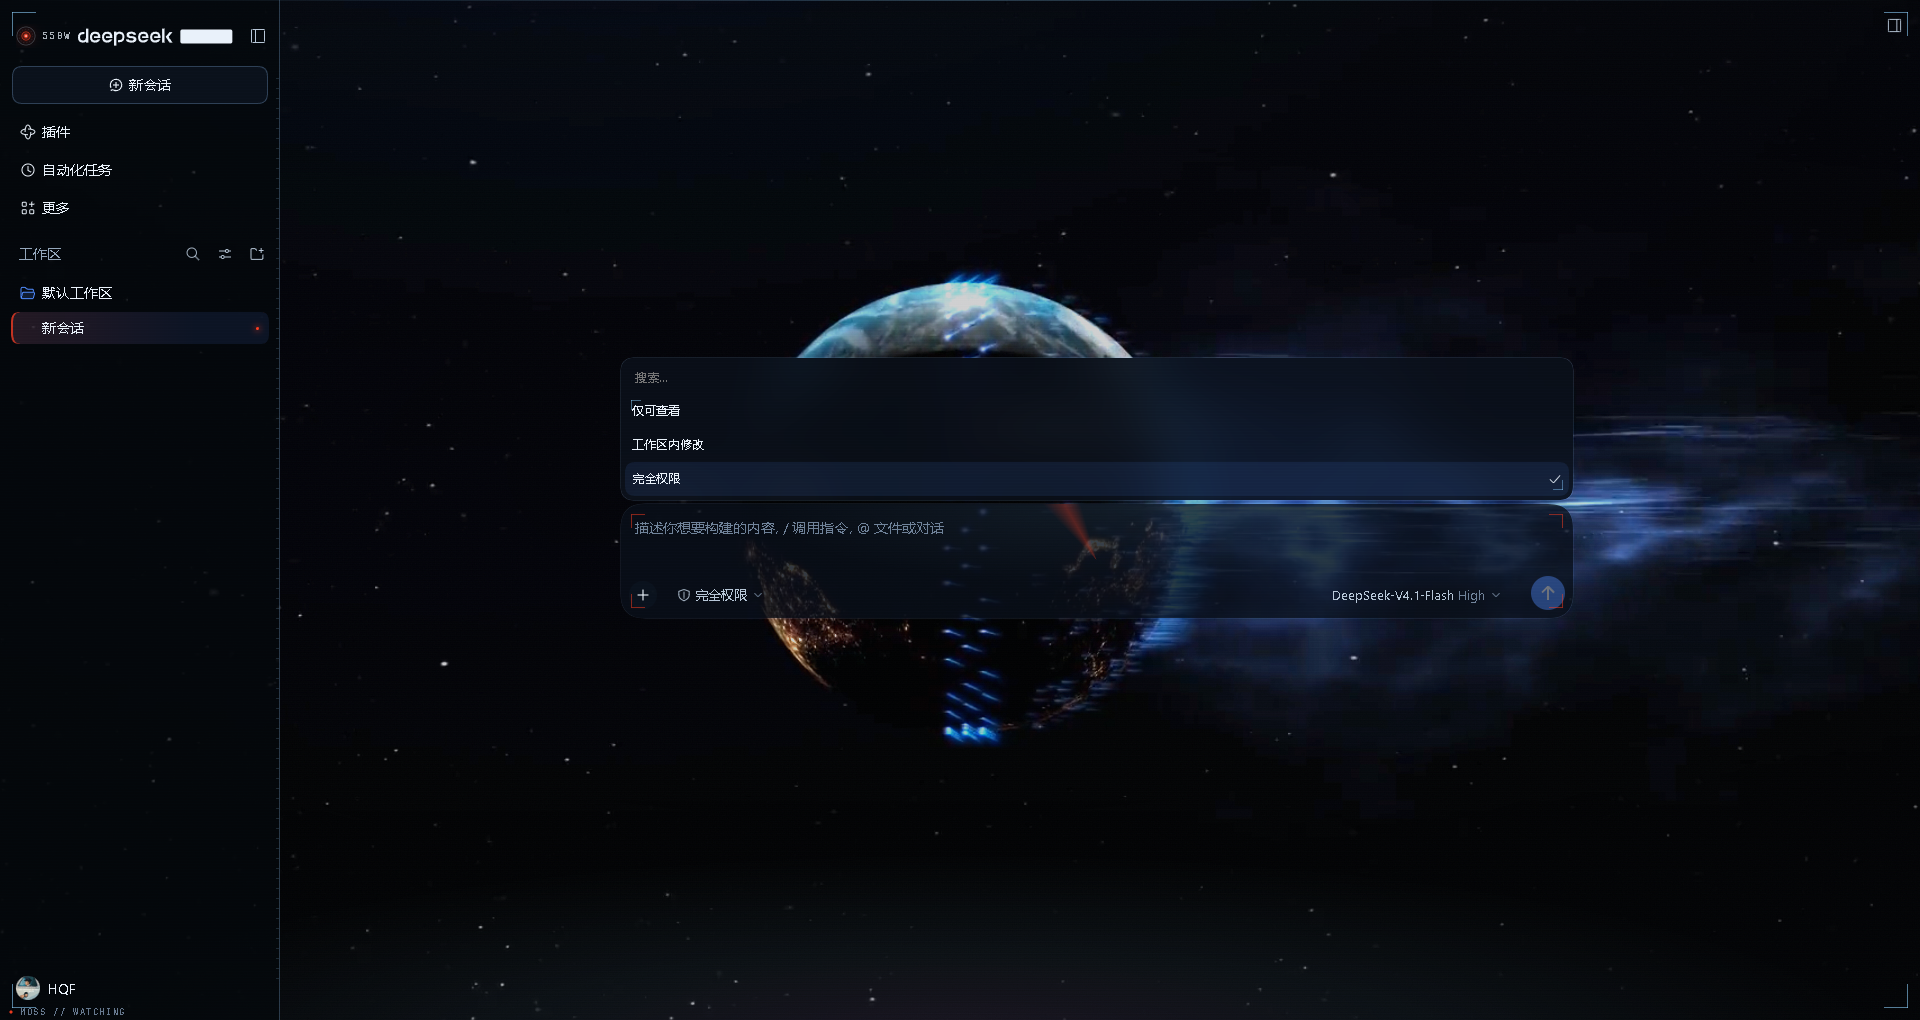 550W deepseek
新会话
插件
自动化任务
更多
工作区
默认工作区
新会话
搜索...
仅可查看
工作区内修改
完全权限
描述你想要构建的内容, / 调用指令, @ 文件或对话
完全权限
DeepSeek-V4.1-Flash High
HQF
MOSS // WATCHING